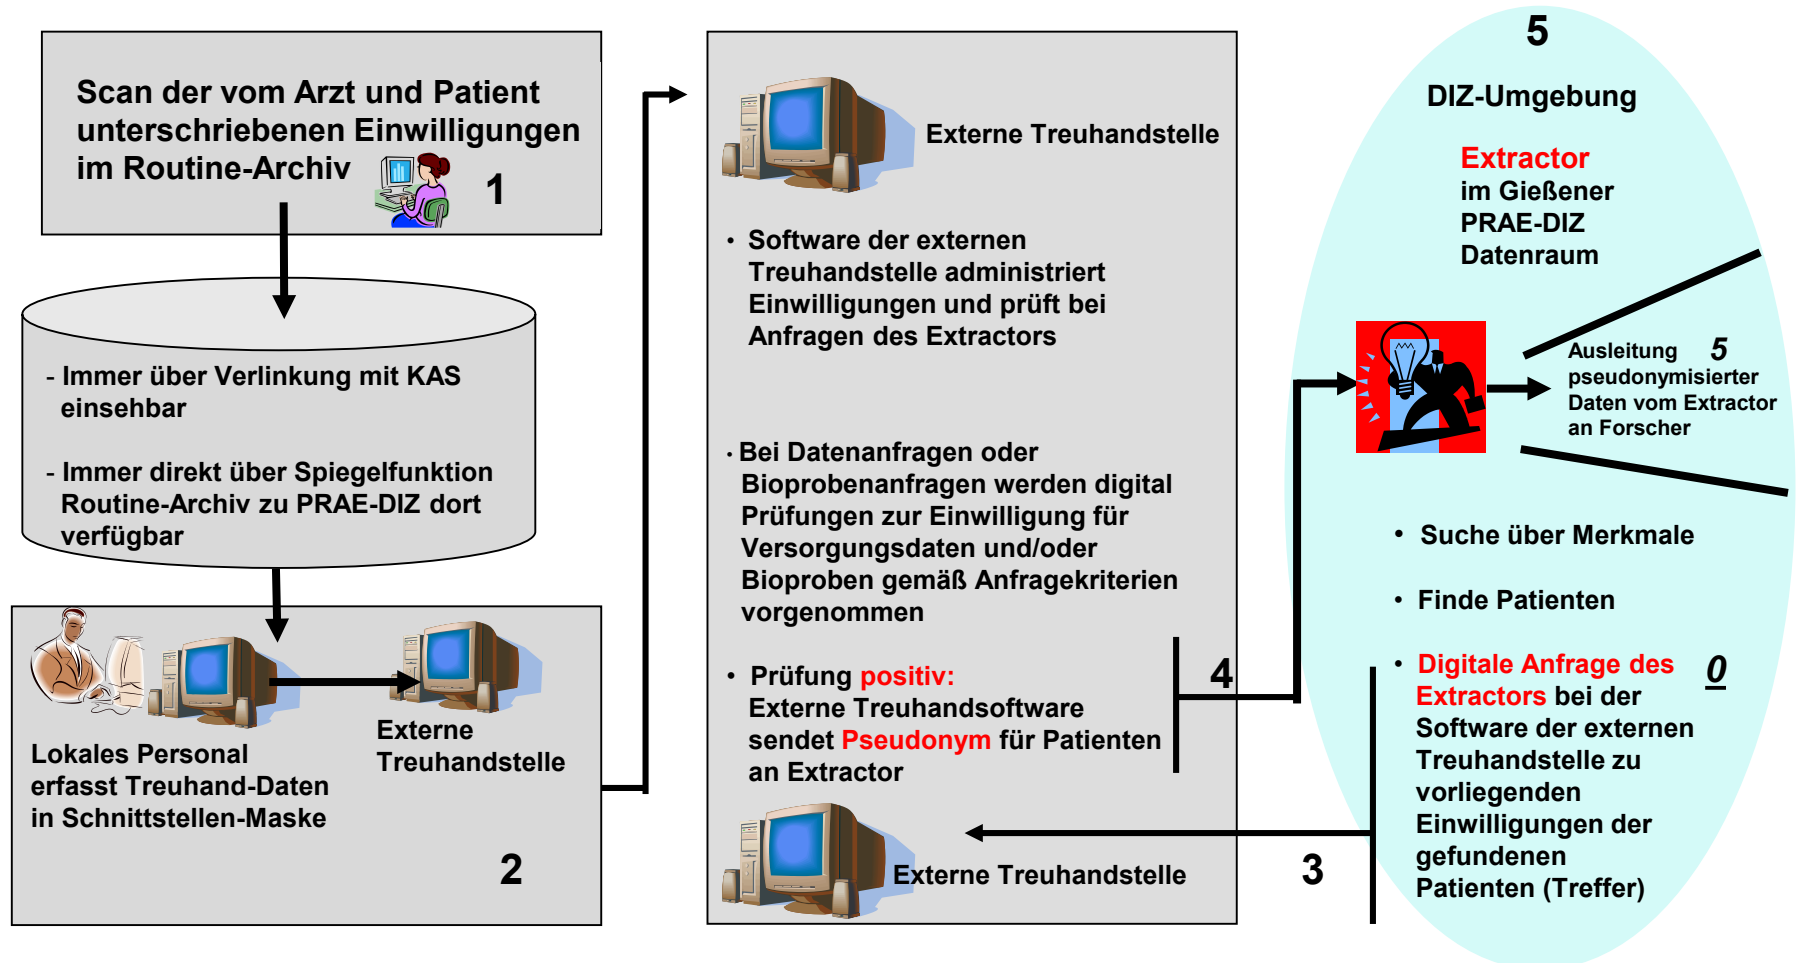 Scan der vom Arzt und Patient
unterschriebenen Einwilligungen
im Routine-Archiv
1
- Immer über Verlinkung mit KAS
einsehbar
- Immer direkt über Spiegelfunktion
Routine-Archiv zu PRAE-DIZ dort
verfügbar
Lokales Personal
erfasst Treuhand-Daten
in Schnittstellen-Maske
Externe
Treuhandstelle
2
Externe Treuhandstelle
• Software der externen
Treuhandstelle administriert
Einwilligungen und prüft bei
Anfragen des Extractors
• Bei Datenanfragen oder
Bioprobenanfragen werden digital
Prüfungen zur Einwilligung für
Versorgungsdaten und/oder
Bioproben gemäß Anfragekriterien
vorgenommen
• Prüfung positiv:
Externe Treuhandsoftware
sendet Pseudonym für Patienten
an Extractor
4
Externe Treuhandstelle
3
5
DIZ-Umgebung
Extractor
im Gießener
PRAE-DIZ
Datenraum
Ausleitung 5
pseudonymisierter
Daten vom Extractor
an Forscher
• Suche über Merkmale
• Finde Patienten
• Digitale Anfrage des 0
Extractors bei der
Software der externen
Treuhandstelle zu
vorliegenden
Einwilligungen der
gefundenen
Patienten (Treffer)